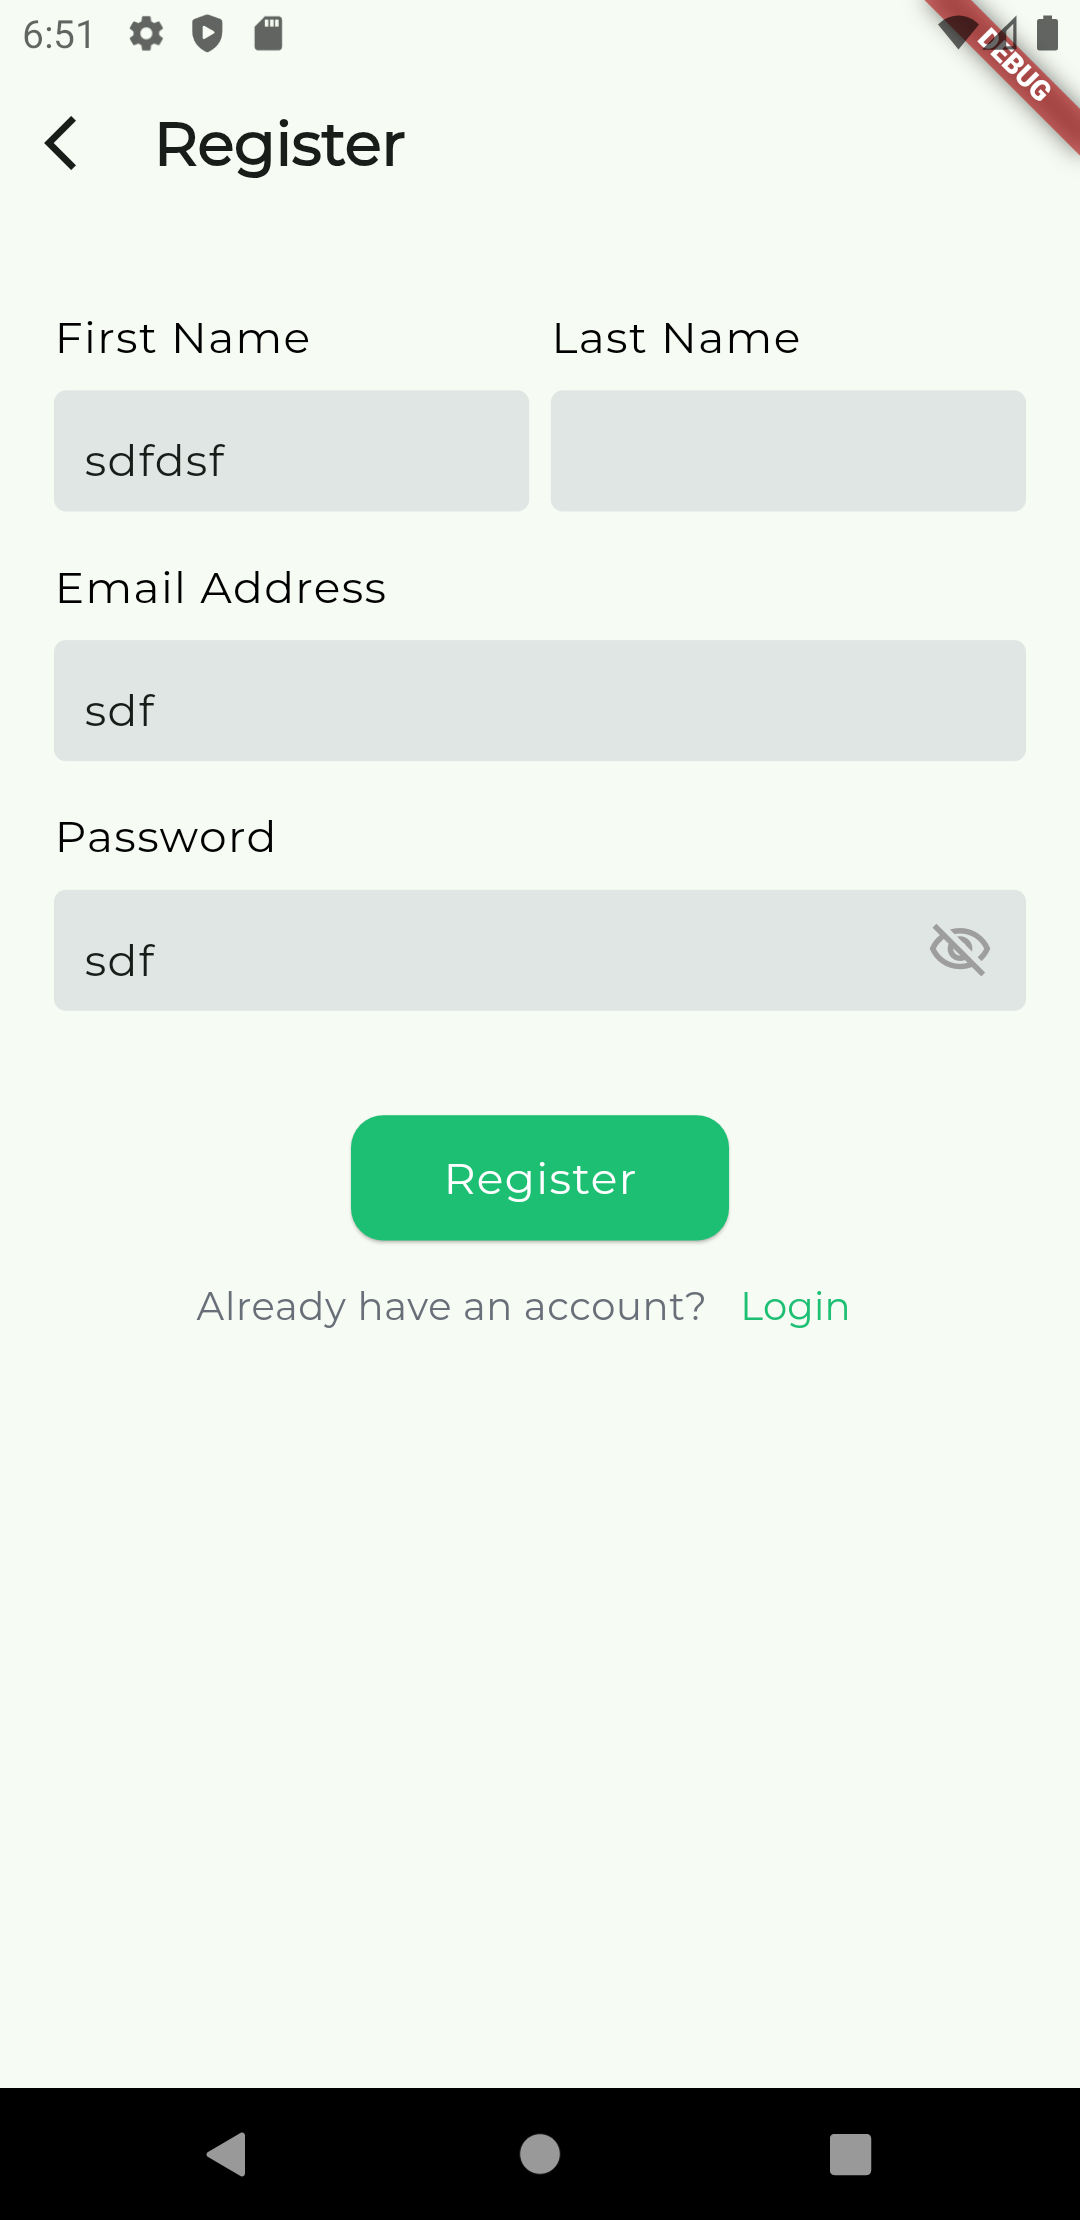 6:51
DEBUG
Register
First Name Last Name
sdfdsf
Email Address
sdf
Password
sdf
Register
Already have an account? Login